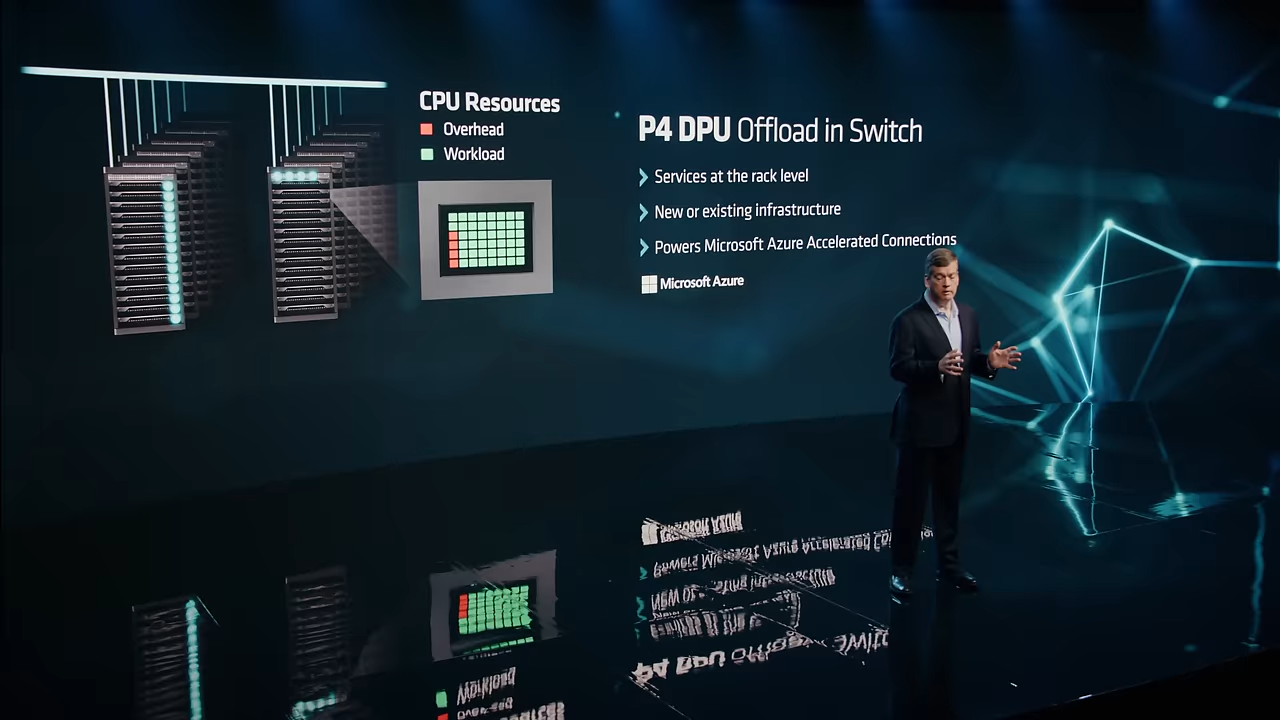 CPU Resources
Overhead
Workload
P4 DPU Offload in Switch
Services at the rack level
New or existing infrastructure
Powers Microsoft Azure Accelerated Connections
Microsoft Azure